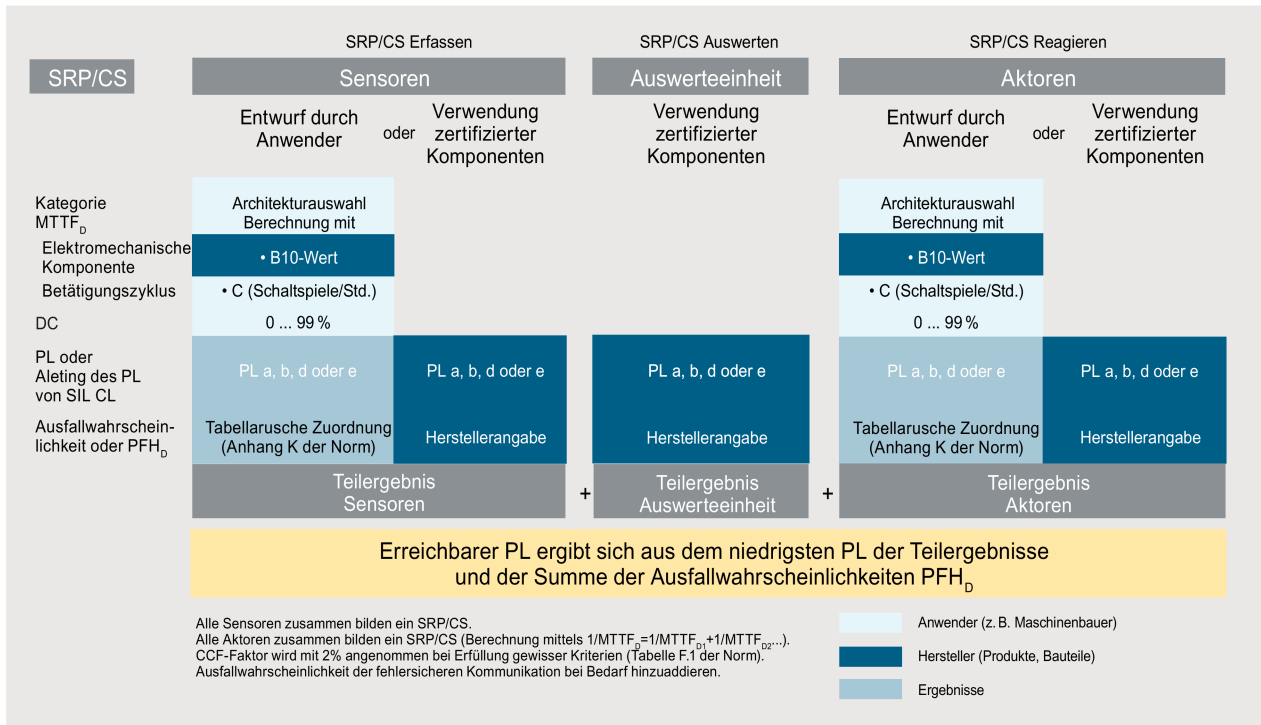 SRP/CS Erfassen
SRP/CS Auswerten
SRP/CS Reagieren
SRP/CS
Sensoren
Auswerteeinheit
Aktoren
Entwurf durch
Anwender
oder
Verwendung
zertifizierter
Komponenten
Verwendung
zertifizierter
Komponenten
Entwurf durch
Anwender
oder
Verwendung
zertifizierter
Komponenten
Kategorie
MTTFD
Architekturauswahl
Berechnung mit
Architekturauswahl
Berechnung mit
Elektromechanische
Komponente
• B10-Wert
• B10-Wert
Betätigungszyklus
• C (Schaltspiele/Std.)
• C (Schaltspiele/Std.)
DC
0 ... 99 %
0 ... 99 %
PL oder
Aleting des PL
von SIL CL
PL a, b, d oder e
PL a, b, d oder e
PL a, b, d oder e
PL a, b, d oder e
PL a, b, d oder e
Ausfallwahrschein-
lichkeit oder PFHD
Tabellarusche Zuordnung
(Anhang K der Norm)
Herstellerangabe
Herstellerangabe
Tabellarusche Zuordnung
(Anhang K der Norm)
Herstellerangabe
Teilergebnis
Sensoren
+
Teilergebnis
Auswerteeinheit
+
Teilergebnis
Aktoren
Erreichbarer PL ergibt sich aus dem niedrigsten PL der Teilergebnisse
und der Summe der Ausfallwahrscheinlichkeiten PFHD
Alle Sensoren zusammen bilden ein SRP/CS.
Alle Aktoren zusammen bilden ein SRP/CS (Berechnung mittels 1/MTTFD=1/MTTFD1+1/MTTFD2...).
CCF-Faktor wird mit 2% angenommen bei Erfüllung gewisser Kriterien (Tabelle F.1 der Norm).
Ausfallwahrscheinlichkeit der fehlersicheren Kommunikation bei Bedarf hinzuaddieren.
Anwender (z. B. Maschinenbauer)
Hersteller (Produkte, Bauteile)
Ergebnisse